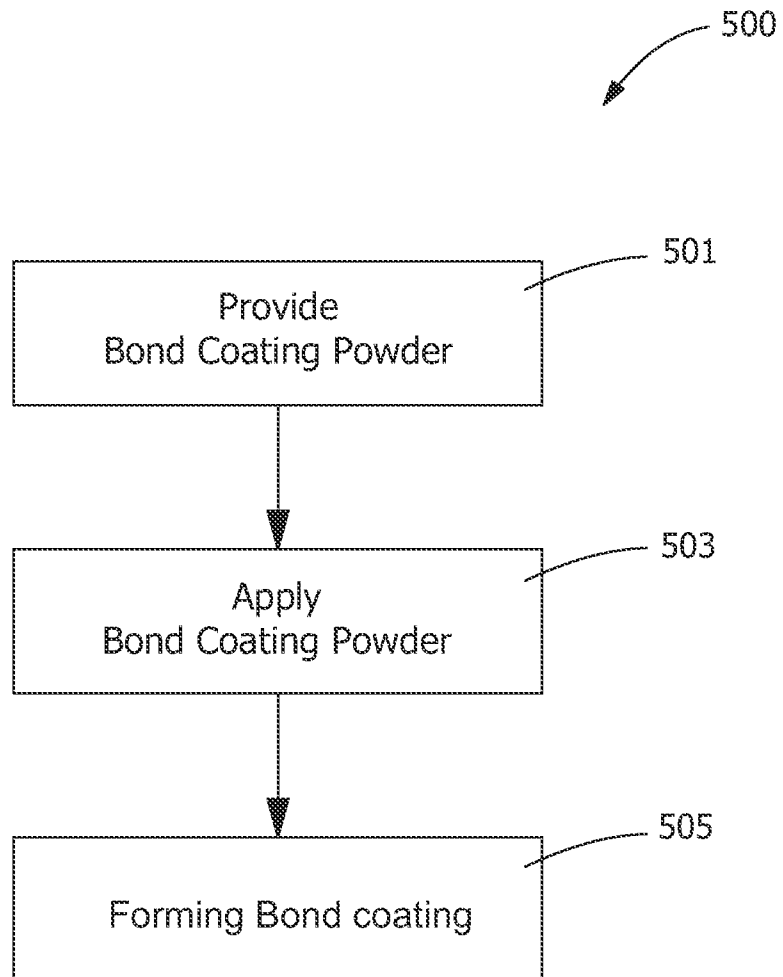 500
501
Provide
Bond Coating Powder
503
Apply
Bond Coating Powder
505
Forming Bond coating